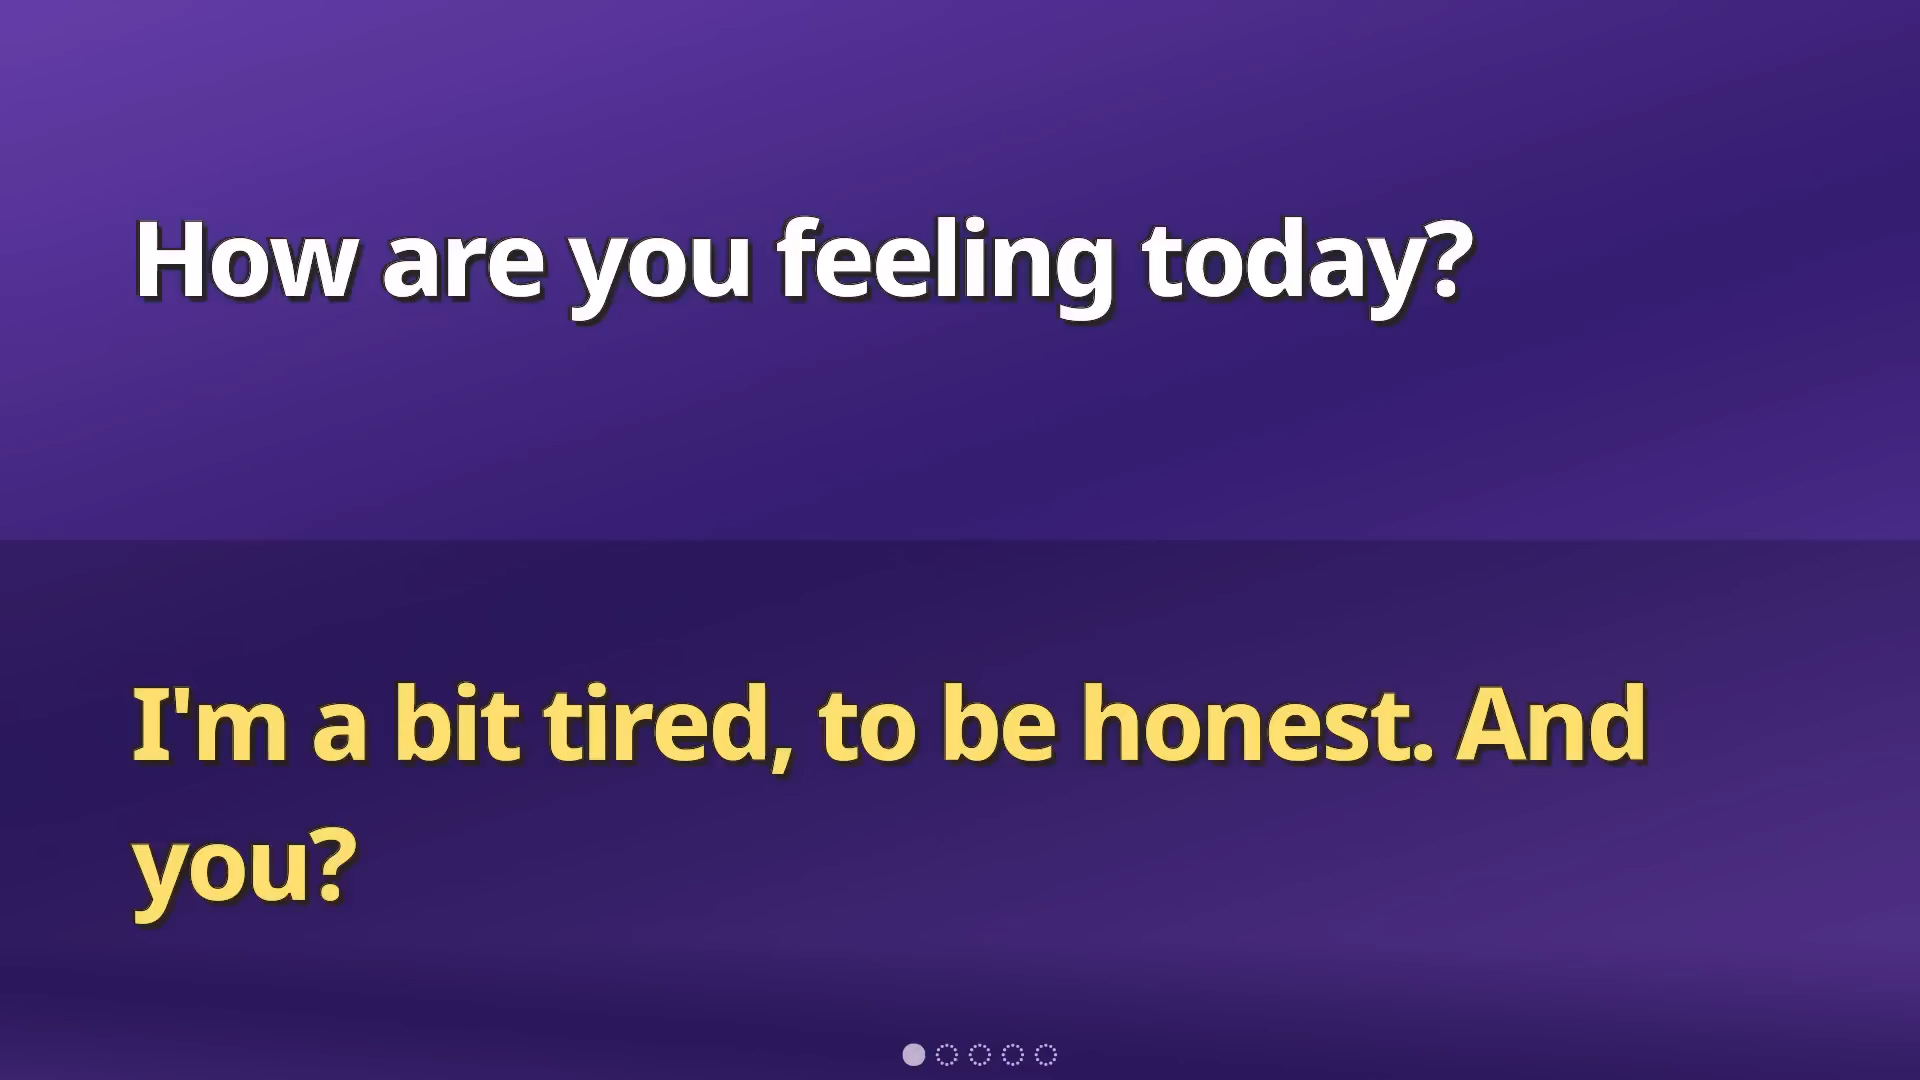 How are you feeling today?
I'm a bit tired, to be honest. And
you?